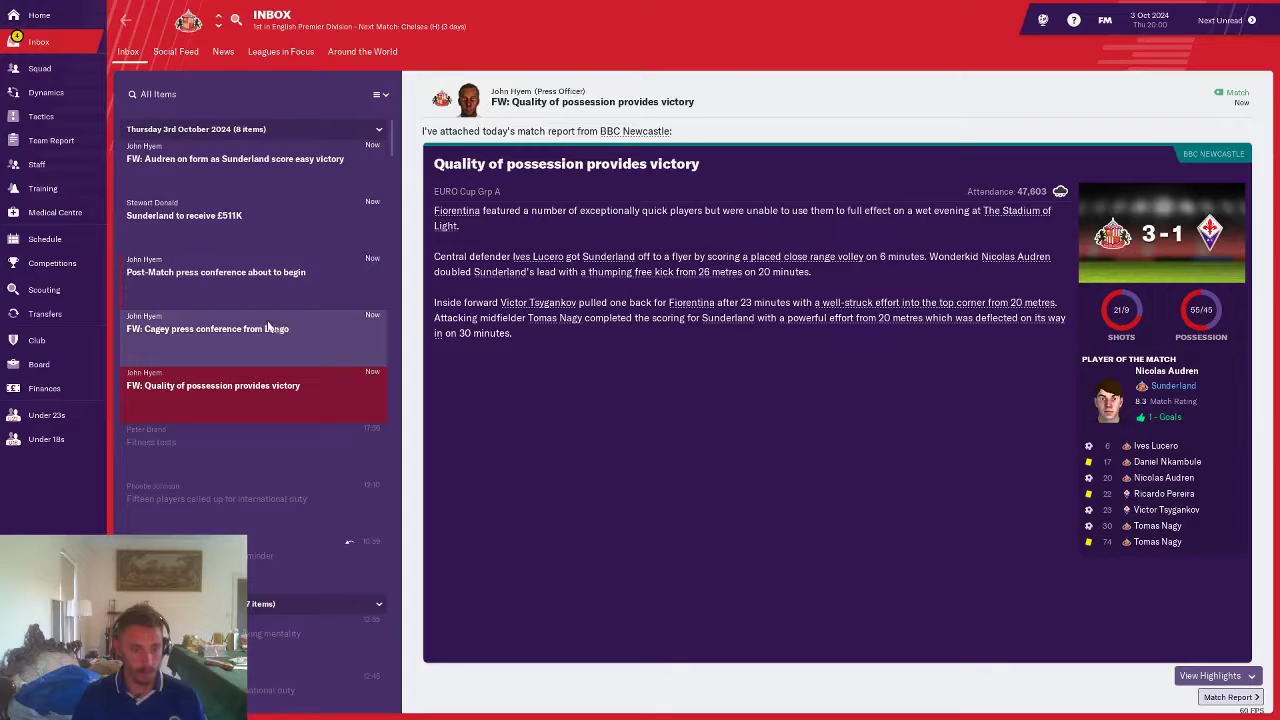 Home
4
Inbox
Squad
Dynamics
Tactics
Team Report
Staff
Training
Medical Centre
Schedule
Competitions
Scouting
Transfers
Club
Board
Finances
Under 23s
Under 18s
INBOX
1st in English Premier Division - Next Match: Chelsea (H) (3 days)
?
FM
3 Oct 2024
Thu 20:00
Next Unread
Inbox
Social Feed
News
Leagues in Focus
Around the World
All Items
Thursday 3rd October 2024 (8 items)
John Hyem
Now
FW: Audren on form as Sunderland score easy victory
Stewart Donald
Now
Sunderland to receive £511K
John Hyem
Now
Post-Match press conference about to begin
John Hyem
Now
FW: Cagey press conference from
John Hyem
Now
FW: Quality of possession provides victory
Peter Brand
Fitness tests
Phoebe Johnson
12:10
Fifteen players called up for international duty
10:39
7 items)
12:55
mentality
12:45
John Hyem (Press Officer)
FW: Quality of possession provides victory
Match
Now
I've attached today's match report from BBC Newcastle:
Quality of possession provides victory
BBC NEWCASTLE
EURO Cup Grp A
Attendance: 47,603
Fiorentina featured a number of exceptionally quick players but were unable to use them to full effect on a wet evening at The Stadium of
Light.
Central defender Ives Lucero got Sunderland off to a flyer by scoring a placed close range volley on 6 minutes. Wonderkid Nicolas Audren
doubled Sunderland's lead with a thumping free kick from 26 metres on 20 minutes.
Inside forward Victor Tsygankov pulled one back for Fiorentina after 23 minutes with a well-struck effort into the top corner from 20 metres.
Attacking midfielder Tomas Nagy completed the scoring for Sunderland with a powerful effort from 20 metres which was deflected on its way
in on 30 minutes.
3-1
21/9
SHOTS
55/45
POSSESSION
PLAYER OF THE MATCH
Nicolas Audren
Sunderland
8.3 Match Rating
1 - Goals
6 Ives Lucero
17 Daniel Nkambule
20 Nicolas Audren
22 Ricardo Pereira
23 Victor Tsygankov
30 Tomas Nagy
74 Tomas Nagy
View Highlights
Match Report
60 FPS